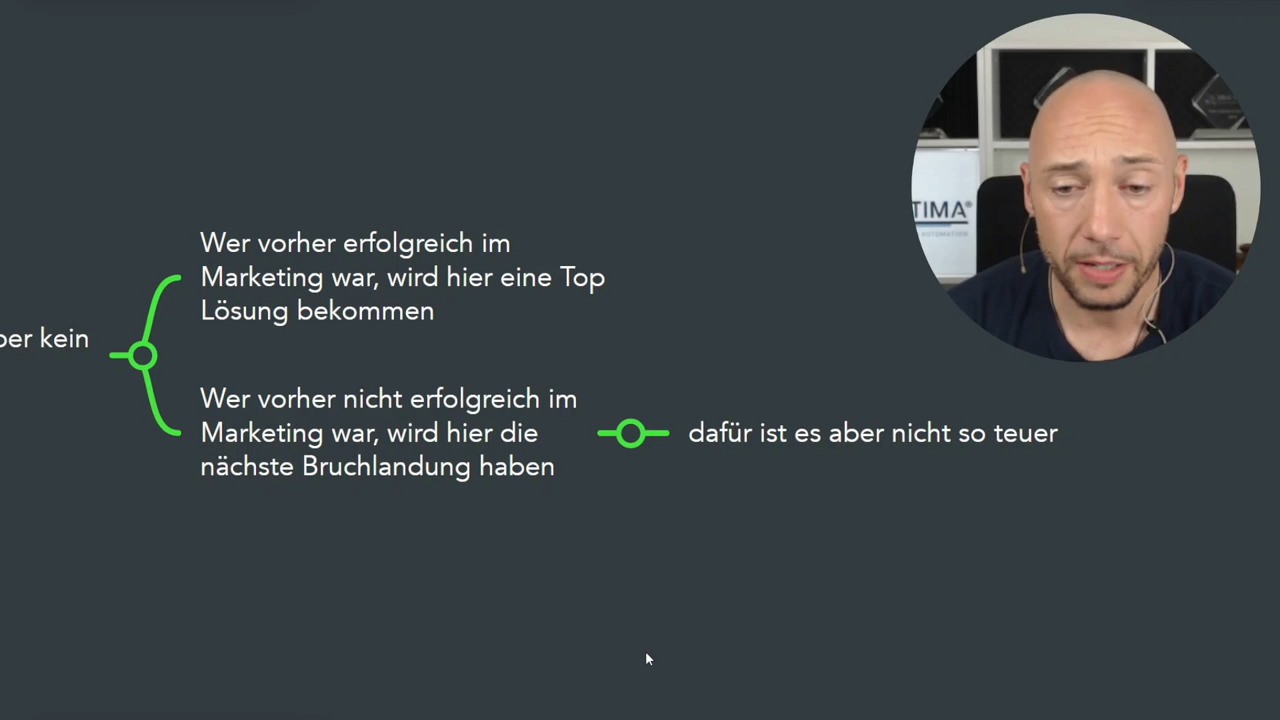 Wer vorher erfolgreich im
Marketing war, wird hier eine Top
Lösung bekommen
kein
Wer vorher nicht erfolgreich im
Marketing war, wird hier die
nächste Bruchlandung haben
dafür ist es aber nicht so teuer
TIMA®
AUTOMATION